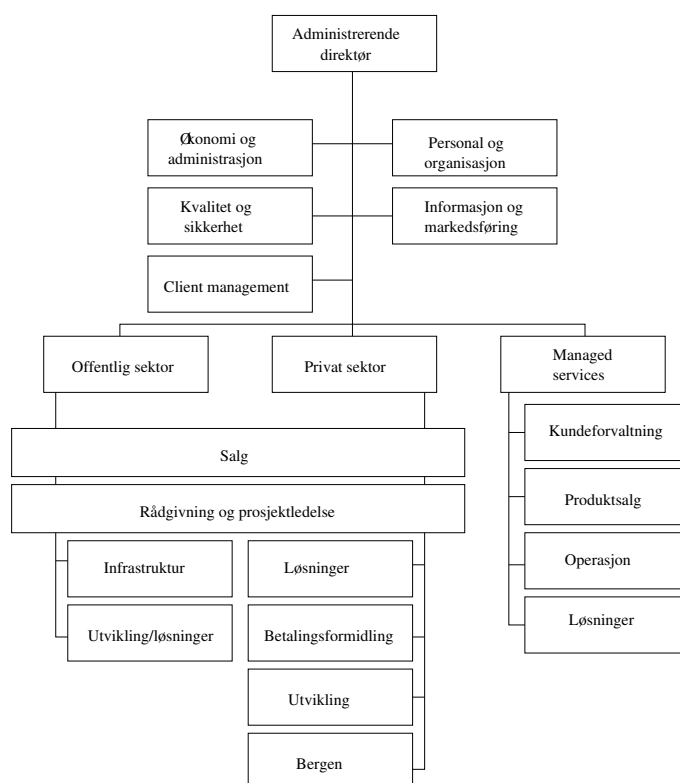 Administrerende
direktør
Økonomi og
administrasjon
Personal og
organisasjon
Kvalitet og
sikkerhet
Informasjon og
markedsføring
Client management
Offentlig sektor
Privat sektor
Managed
services
Kundeforvaltning
Salg
Produktsalg
Rådgivning og prosjektledelse
Infrastruktur
Løsninger
Operasjon
Utvikling/løsninger
Betalingsformidling
Løsninger
Utvikling
Bergen